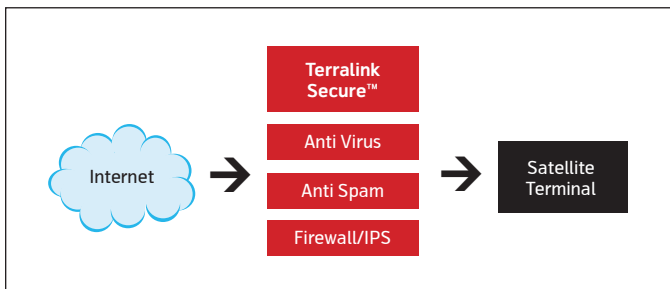 Internet
Terralink
Secure™
Anti Virus
Anti Spam
Firewall/IPS
Satellite
Terminal